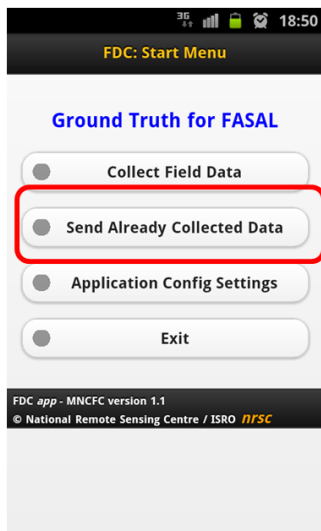 3G 18:50
FDC: Start Menu
Ground Truth for FASAL
Collect Field Data
Send Already Collected Data
Application Config Settings
Exit
FDC app - MNCFC version 1.1
© National Remote Sensing Centre / ISRO nrsc